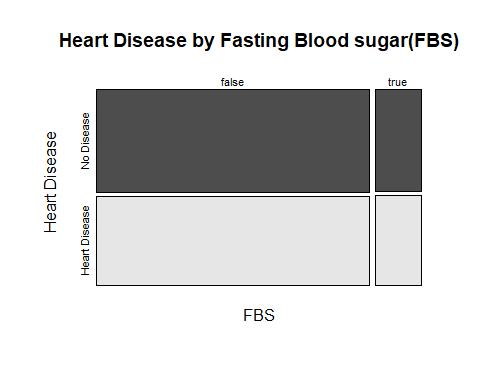 Heart Disease by Fasting Blood sugar(FBS)
false
true
Heart Disease
No Disease
Heart Disease
FBS